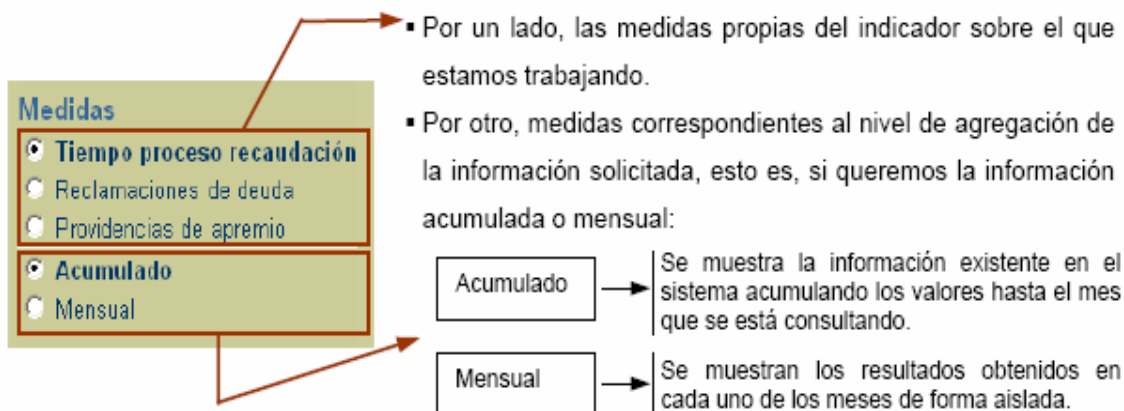 Medidas
Tiempo proceso recaudación
Reclamaciones de deuda
Providencias de apremio
Acumulado
Mensual
▪ Por un lado, las medidas propias del indicador sobre el que
estamos trabajando.
▪ Por otro, medidas correspondientes al nivel de agregación de
la información solicitada, esto es, si queremos la información
acumulada o mensual:
Acumulado
Se muestra la información existente en el
sistema acumulando los valores hasta el mes
que se está consultando.
Mensual
Se muestran los resultados obtenidos en
cada uno de los meses de forma aislada.